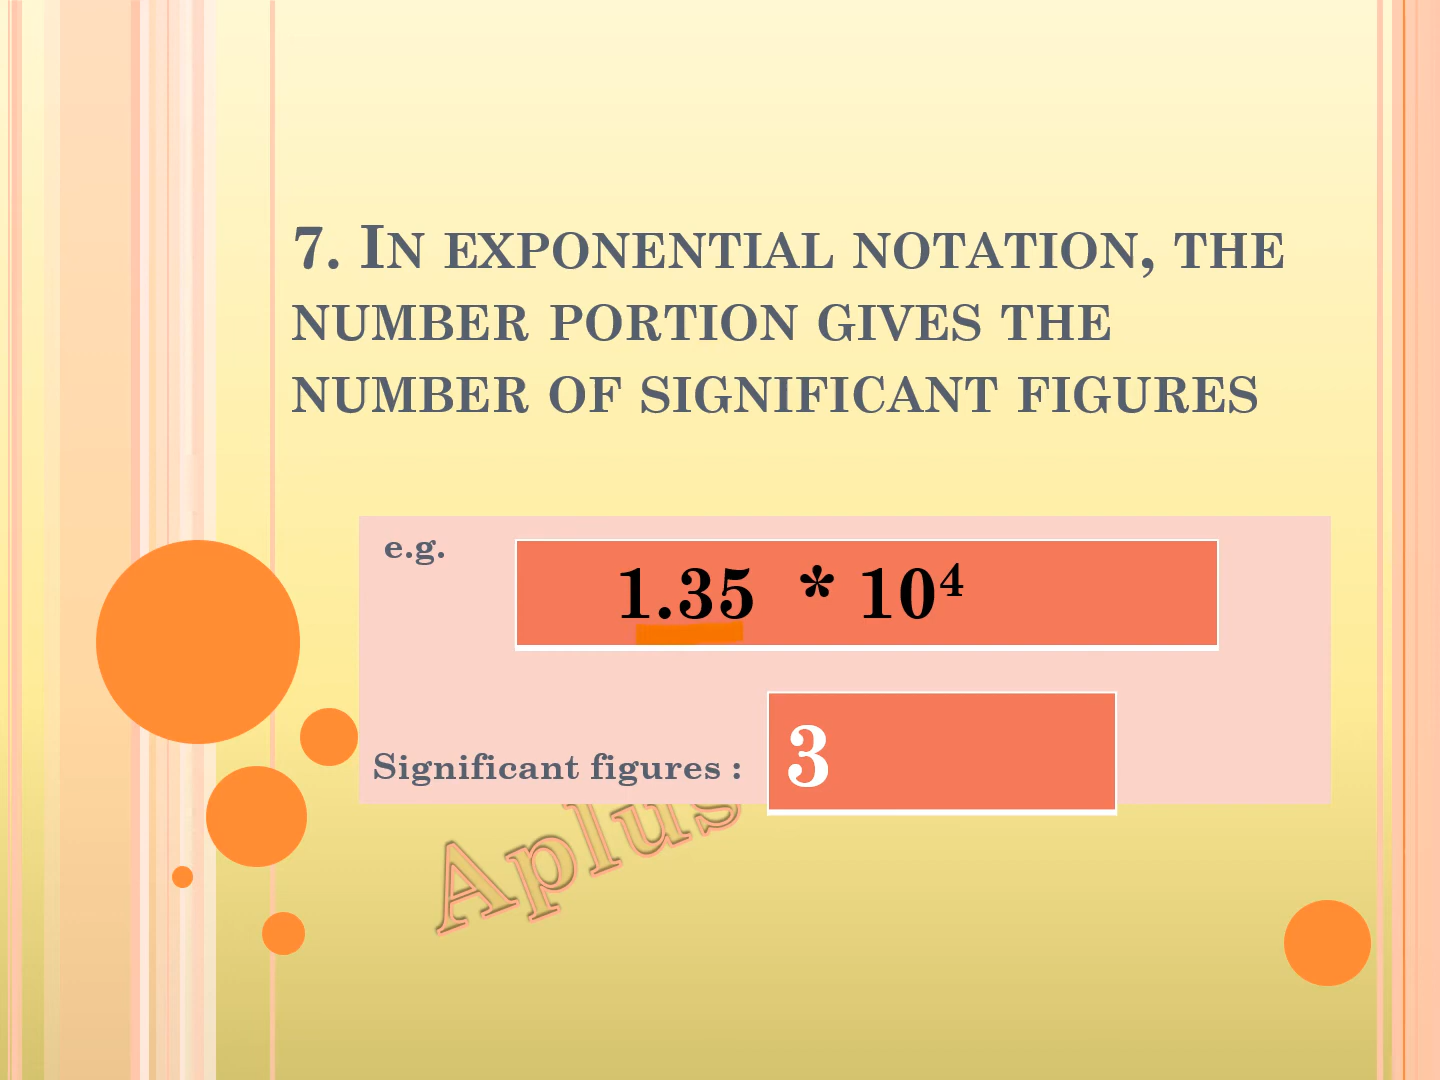 7. In exponential notation, the
number portion gives the
number of significant figures
e.g.
1.35 * 10⁴
Significant figures :
3
Aplus